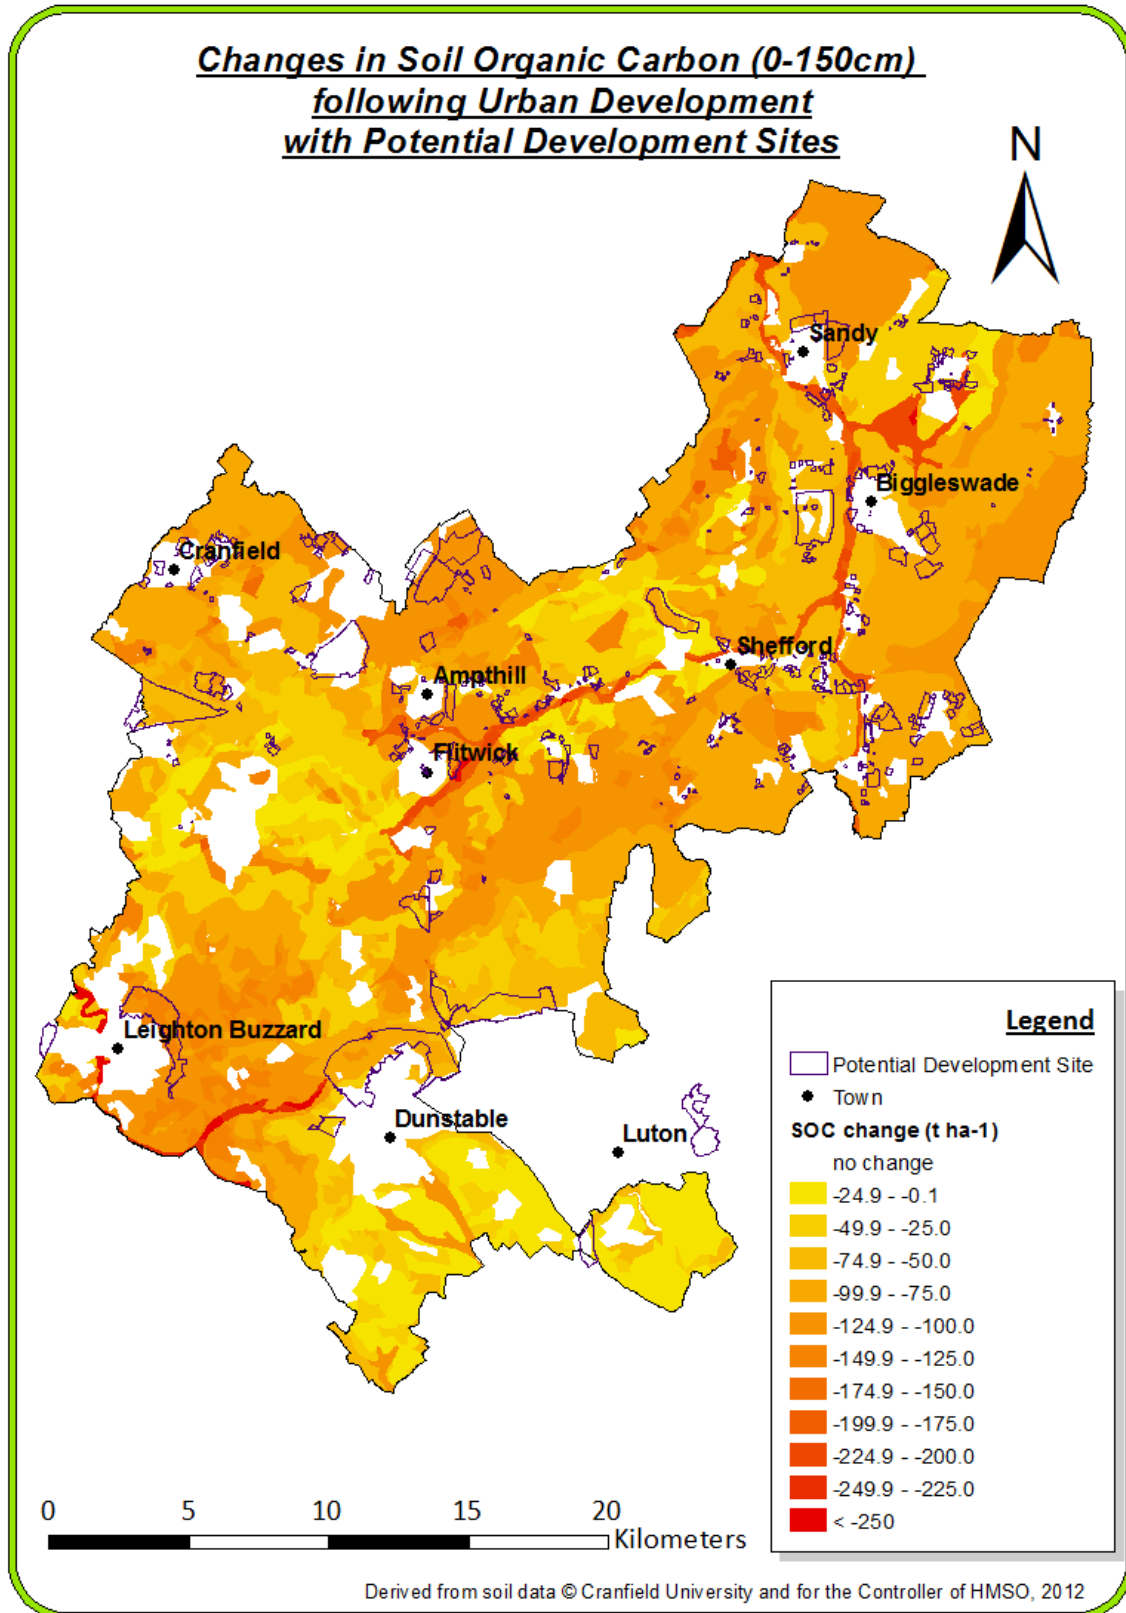 Changes in Soil Organic Carbon (0-150cm)
following Urban Development
with Potential Development Sites
N
Sandy
Biggleswade
Cranfield
Shefford
Ampthill
Flitwick
Leighton Buzzard
Dunstable
Luton
Legend
Potential Development Site
Town
SOC change (t ha-1)
no change
-24.9 - -0.1
-49.9 - -25.0
-74.9 - -50.0
-99.9 - -75.0
-124.9 - -100.0
-149.9 - -125.0
-174.9 - -150.0
-199.9 - -175.0
-224.9 - -200.0
-249.9 - -225.0
< -250
0 5 10 15 20
Kilometers
Derived from soil data © Cranfield University and for the Controller of HMSO, 2012